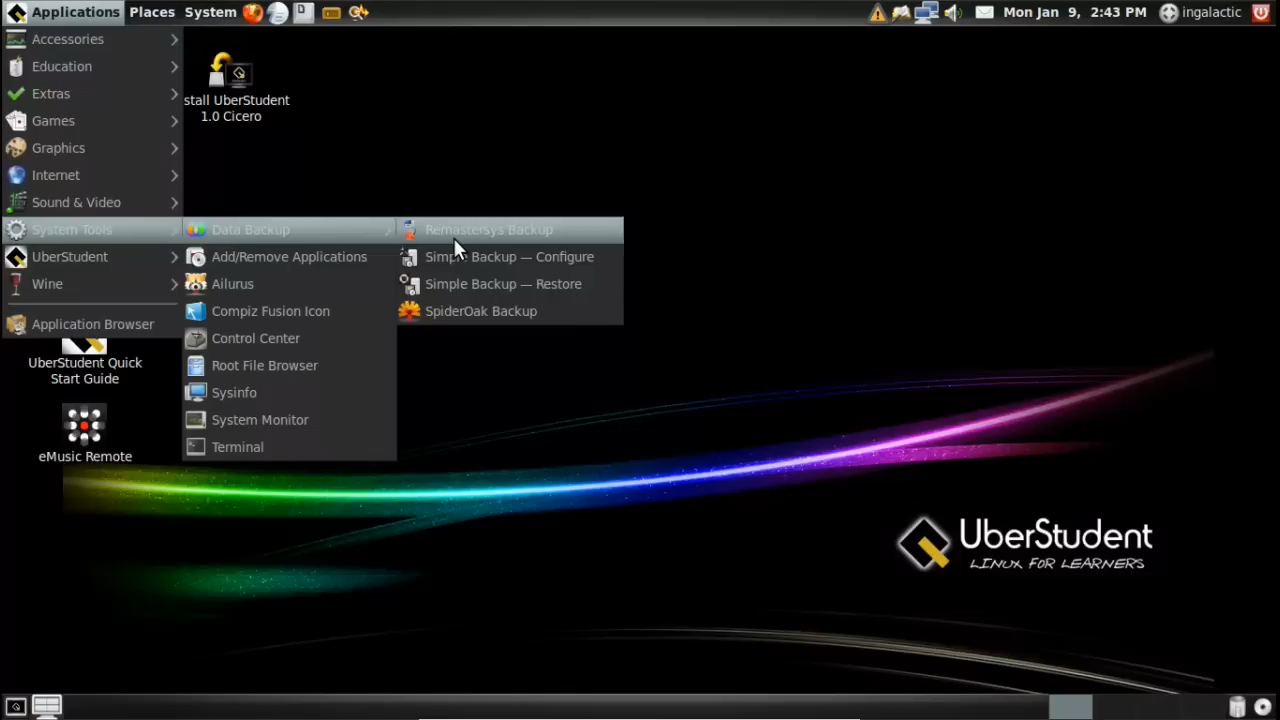 Applications Places System
Mon Jan 9, 2:43 PM ingalactic
Accessories
Education
Extras
Games
Graphics
Internet
Sound & Video
System Tools
UberStudent
Wine
Application Browser
Data Backup
Add/Remove Applications
Ailurus
Compiz Fusion Icon
Control Center
Root File Browser
Sysinfo
System Monitor
Terminal
Remastersys Backup
Simple Backup — Configure
Simple Backup — Restore
SpiderOak Backup
stall UberStudent
1.0 Cicero
UberStudent Quick
Start Guide
eMusic Remote
UberStudent
LINUX FOR LEARNERS